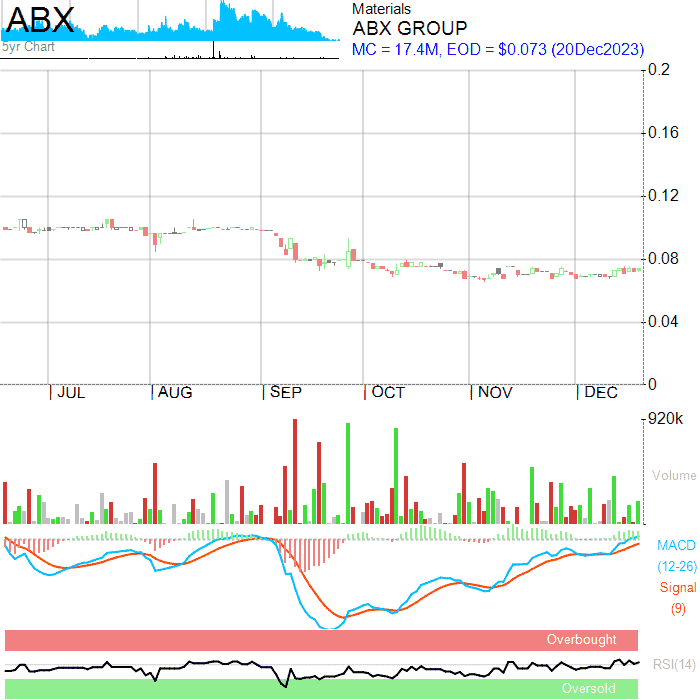 ABX
5yr Chart
Materials
ABX GROUP
MC = 17.4M, EOD = $0.073 (20Dec2023)
0.2
0.16
0.12
0.08
0.04
0
JUL AUG SEP OCT NOV DEC
920k
Volume
MACD
(12-26)
Signal
(9)
Overbought
RSI(14)
Oversold